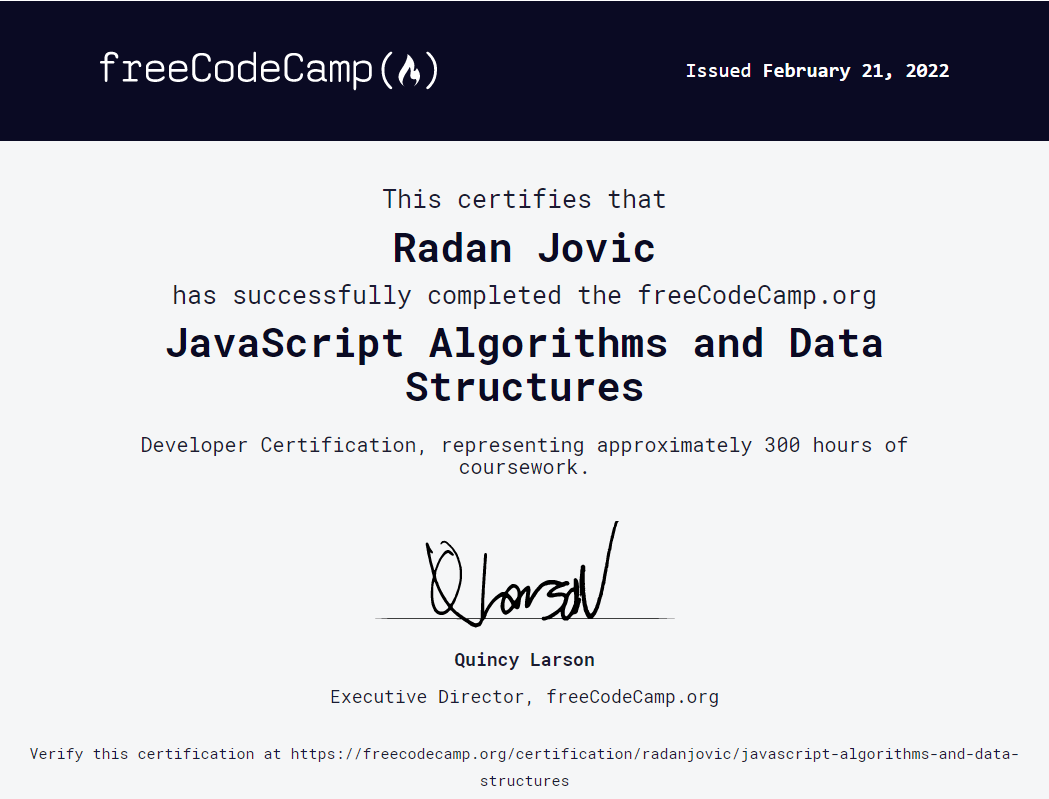 freeCodeCamp(🔥)
Issued February 21, 2022
This certifies that
Radan Jovic
has successfully completed the freeCodeCamp.org
JavaScript Algorithms and Data
Structures
Developer Certification, representing approximately 300 hours of
coursework.
Q Larson
Quincy Larson
Executive Director, freeCodeCamp.org
Verify this certification at https://freecodecamp.org/certification/radanjovic/javascript-algorithms-and-data-
structures